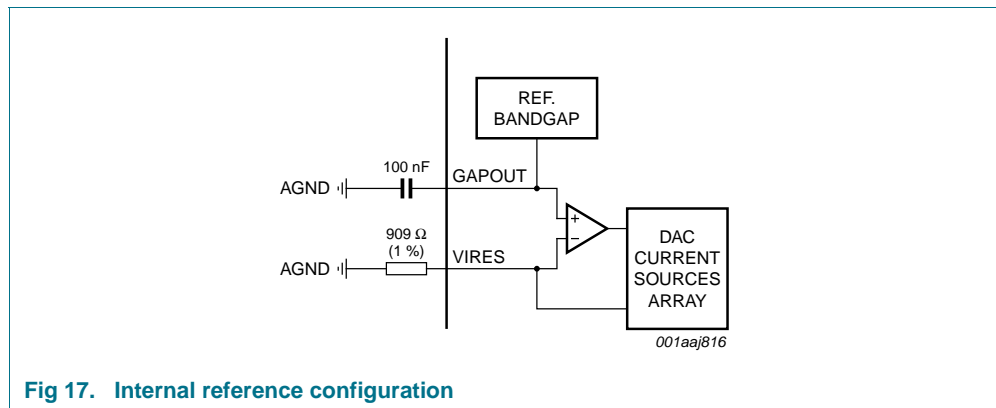 REF.
BANDGAP
100 nF
AGND
GAPOUT
+
−
909 Ω
(1 %)
AGND
VIRES
DAC
CURRENT
SOURCES
ARRAY
001aaj816
Fig 17. Internal reference configuration